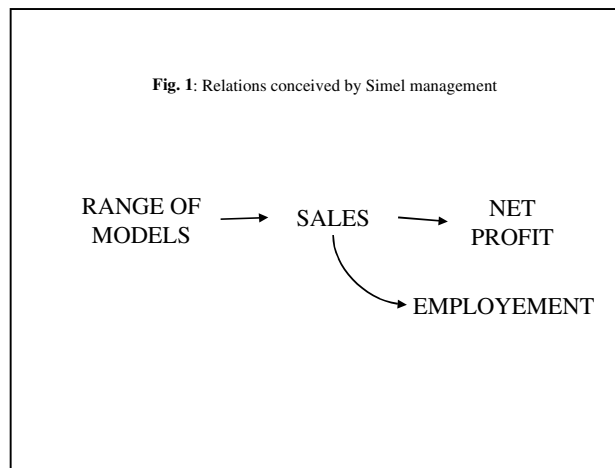 Fig. 1: Relations conceived by Simel management
RANGE OF
MODELS
SALES
NET
PROFIT
EMPLOYEMENT